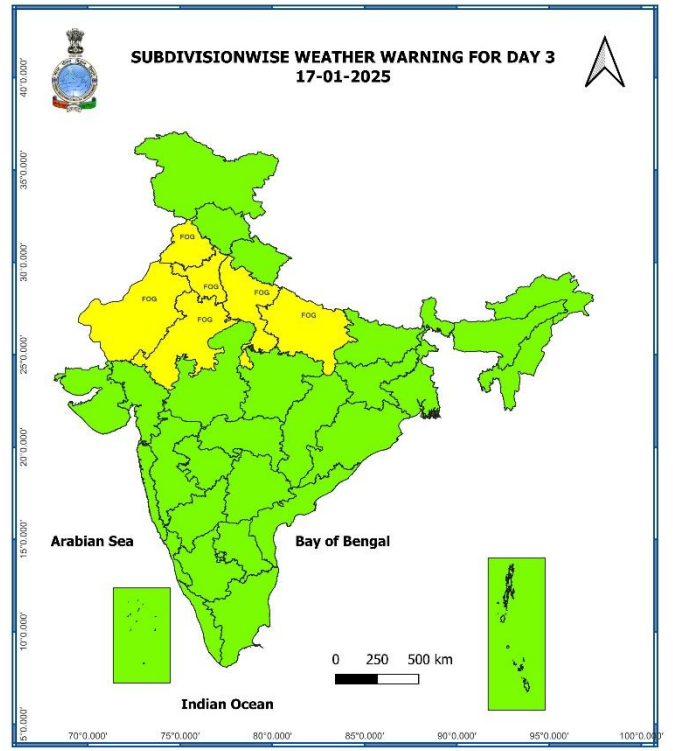 SUBDIVISIONWISE WEATHER WARNING FOR DAY 3
17-01-2025
40°0.000'
35°0.000'
30°0.000'
25°0.000'
20°0.000'
15°0.000'
10°0.000'
5°0.000'
FOG
FOG
FOG
FOG
FOG
FOG
Arabian Sea
Bay of Bengal
0 250 500 km
Indian Ocean
70°0.000' 75°0.000' 80°0.000' 85°0.000' 90°0.000' 95°0.000' 100°0.000'